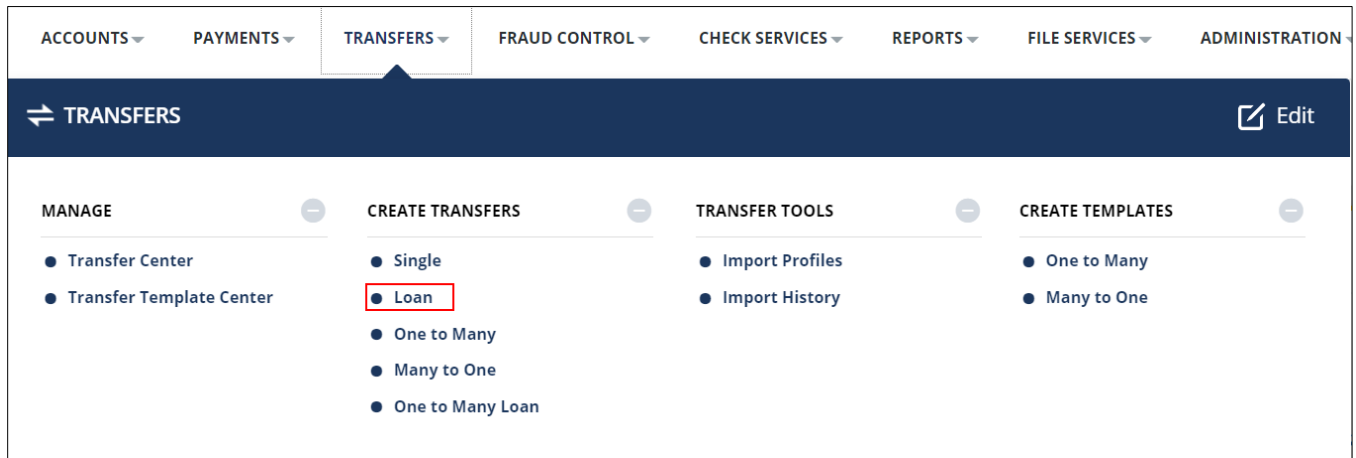 ACCOUNTS PAYMENTS TRANSFERS FRAUD CONTROL CHECK SERVICES REPORTS FILE SERVICES ADMINISTRATION
TRANSFERS Edit
MANAGE
Transfer Center
Transfer Template Center
CREATE TRANSFERS
Single
Loan
One to Many
Many to One
One to Many Loan
TRANSFER TOOLS
Import Profiles
Import History
CREATE TEMPLATES
One to Many
Many to One